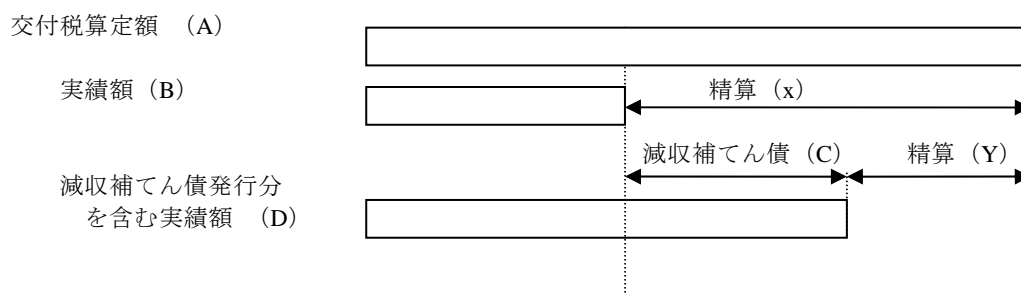 交付税算定額 （A）
実績額（B）
精算（x）
減収補てん債（C）
精算（Y）
減収補てん債発行分
を含む実績額 （D）